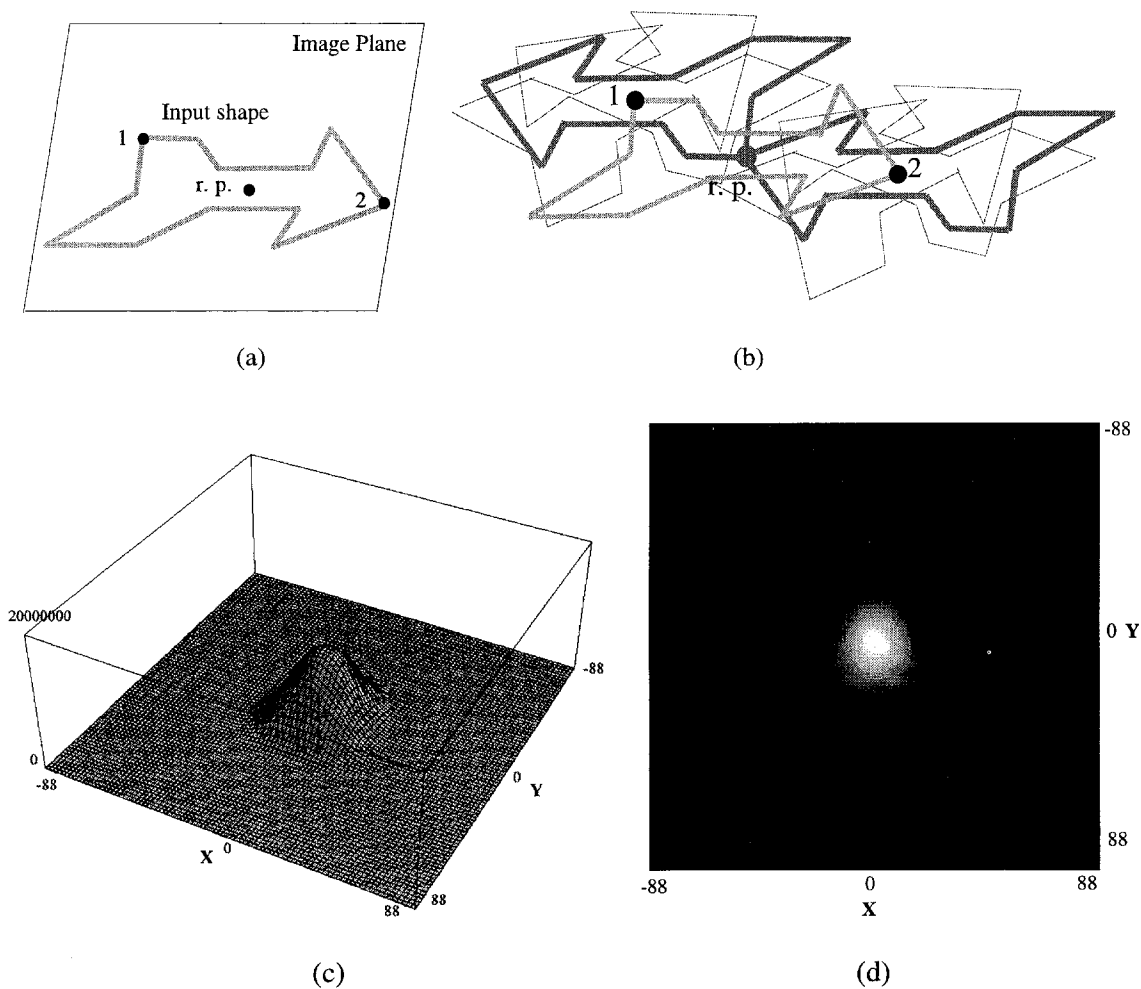 Image Plane
Input shape
1
r. p.
2
(a)
1
2
r. p.
(b)
20000000
0
-88
X
0
88
88
0
Y
-88
(c)
-88
0 Y
88
-88
0
88
X
(d)